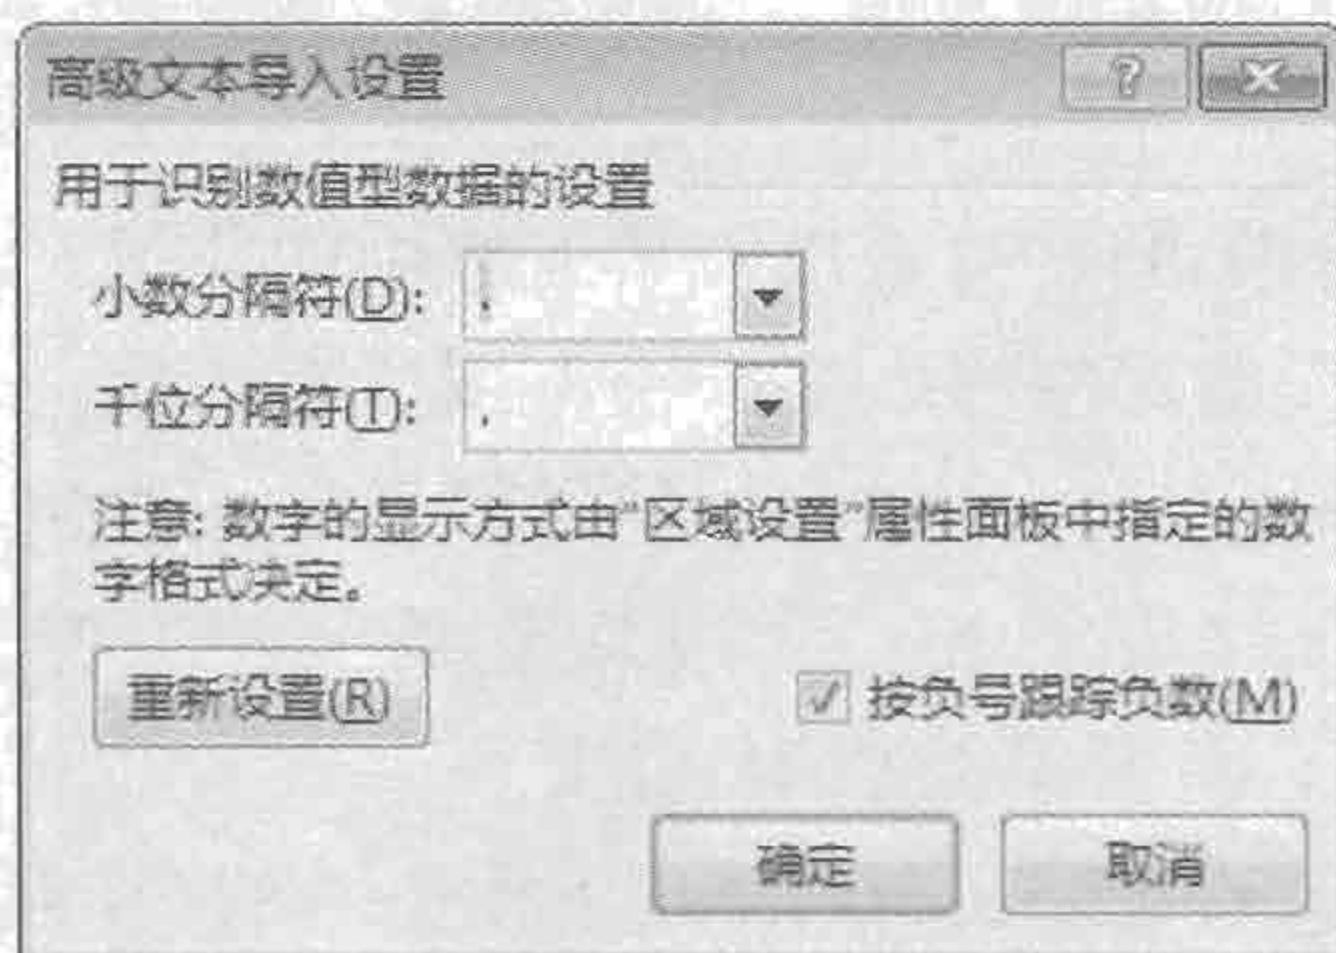 高级文本导入设置
用于识别数值型数据的设置
小数分隔符(D):
千位分隔符(T):
注意: 数字的显示方式由"区域设置"属性面板中指定的数
字格式决定。
重新设置(R)
按负号跟踪负数(M)
确定
取消